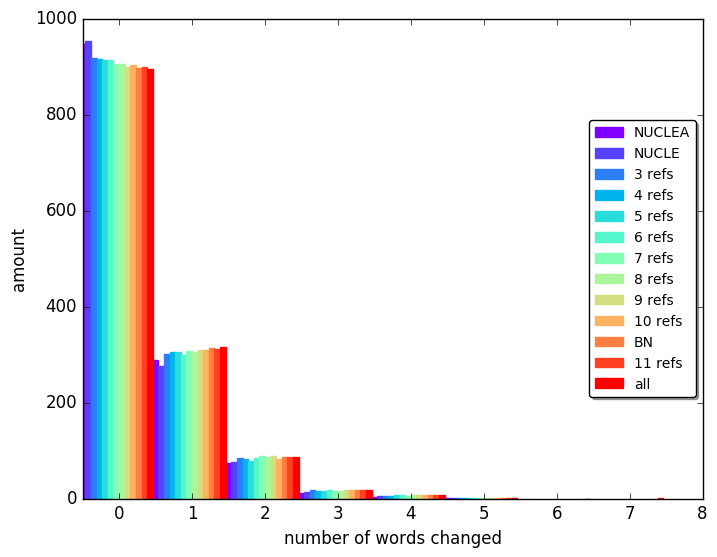 1000
800
600
400
200
0
amount
0 1 2 3 4 5 6 7 8
number of words changed
NUCLEA
NUCLE
3 refs
4 refs
5 refs
6 refs
7 refs
8 refs
9 refs
10 refs
BN
11 refs
all